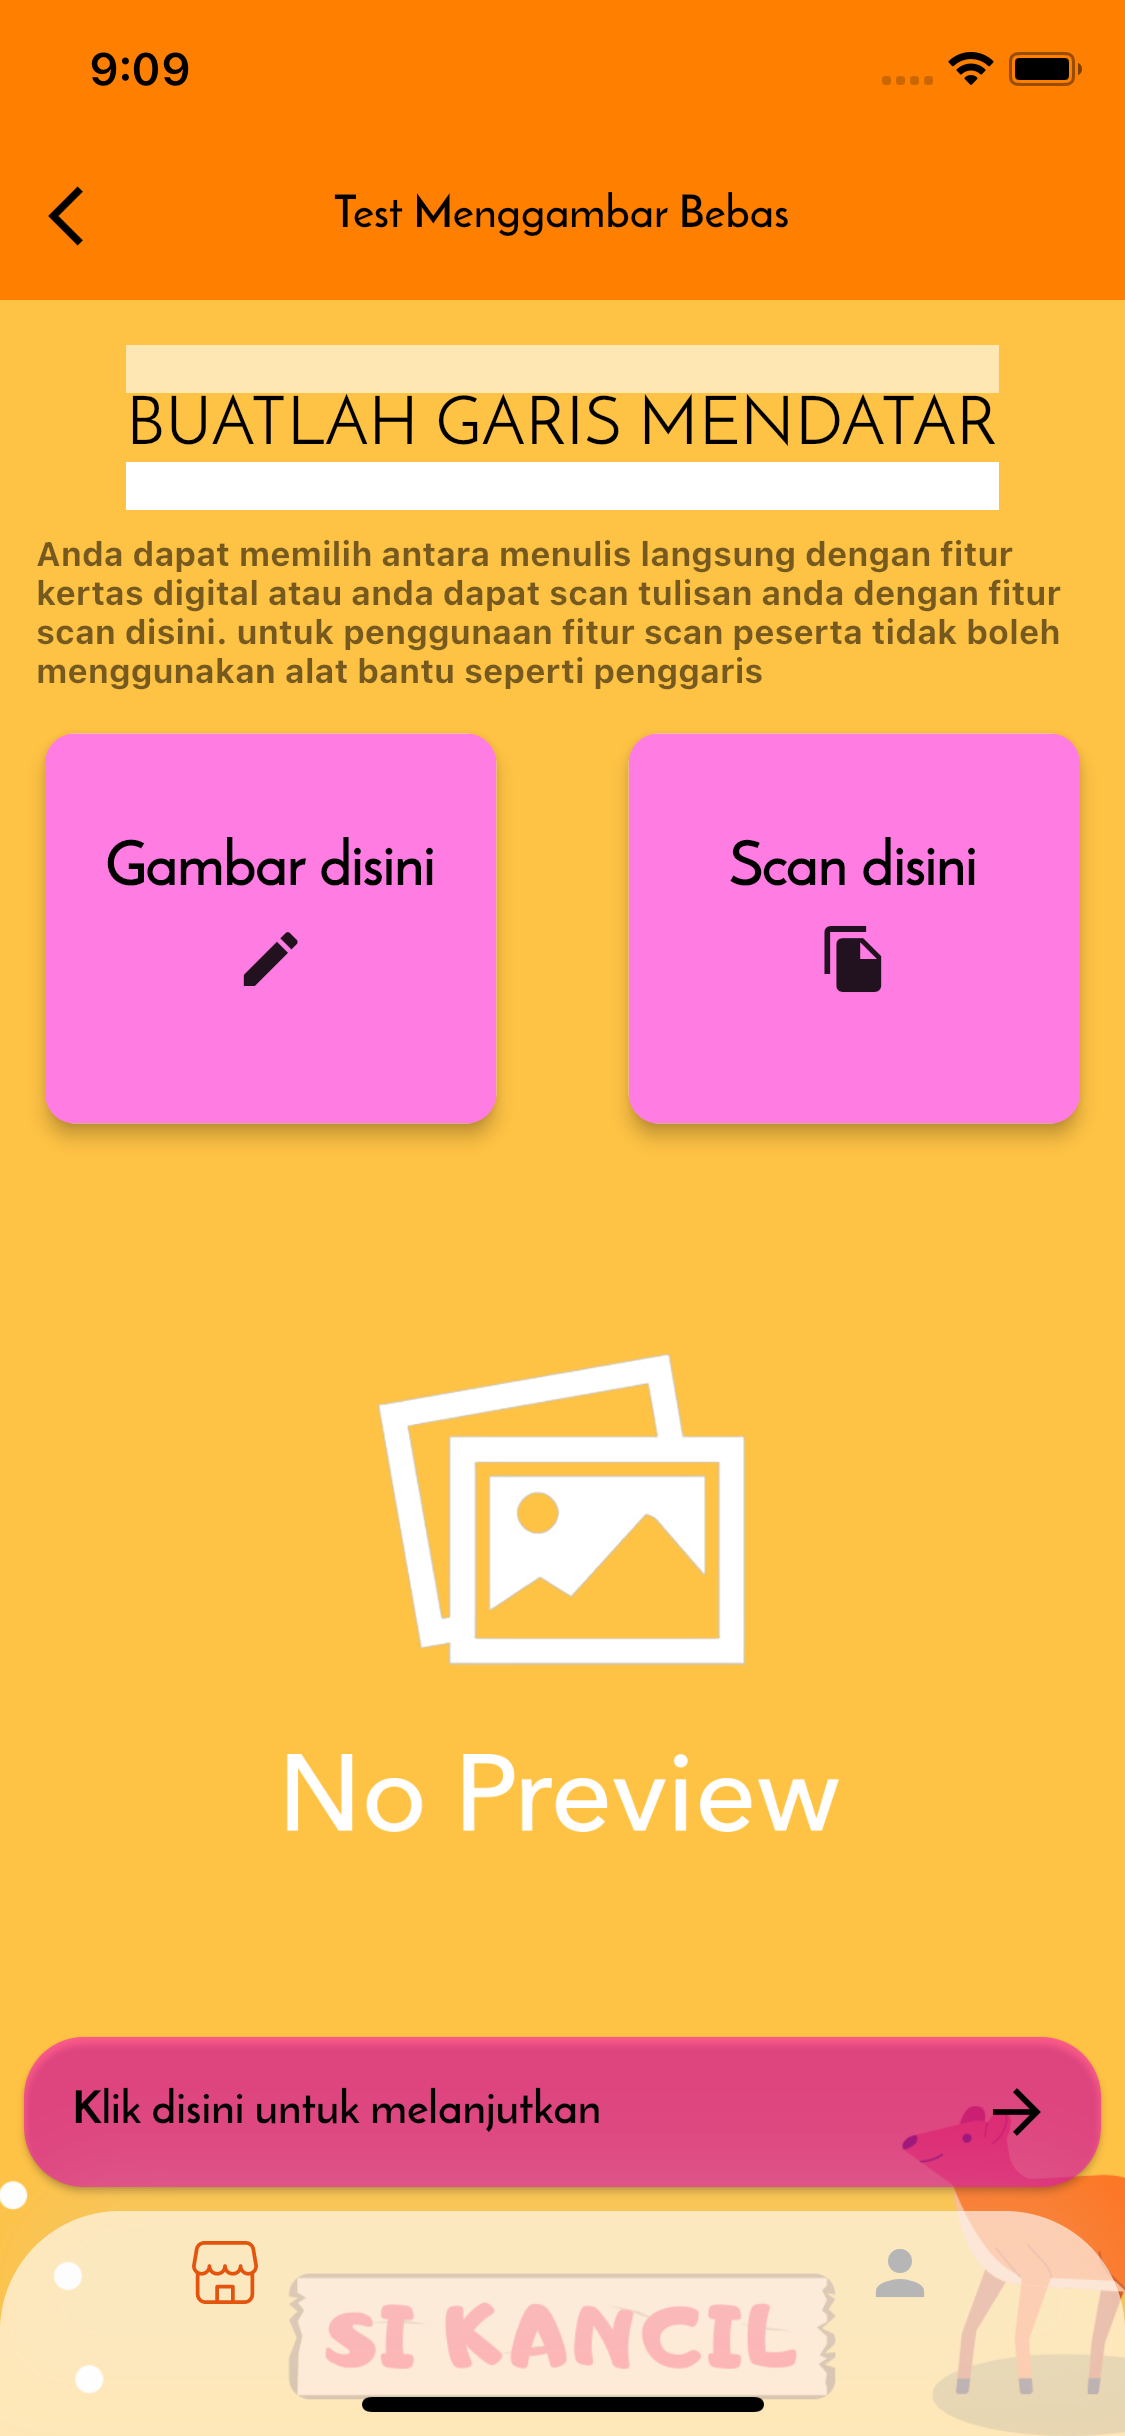 9:09
Test Menggambar Bebas
BUATLAH GARIS MENDATAR
Anda dapat memilih antara menulis langsung dengan fitur
kertas digital atau anda dapat scan tulisan anda dengan fitur
scan disini. untuk penggunaan fitur scan peserta tidak boleh
menggunakan alat bantu seperti penggaris
Gambar disini
Scan disini
No Preview
Klik disini untuk melanjutkan
SI KANCIL